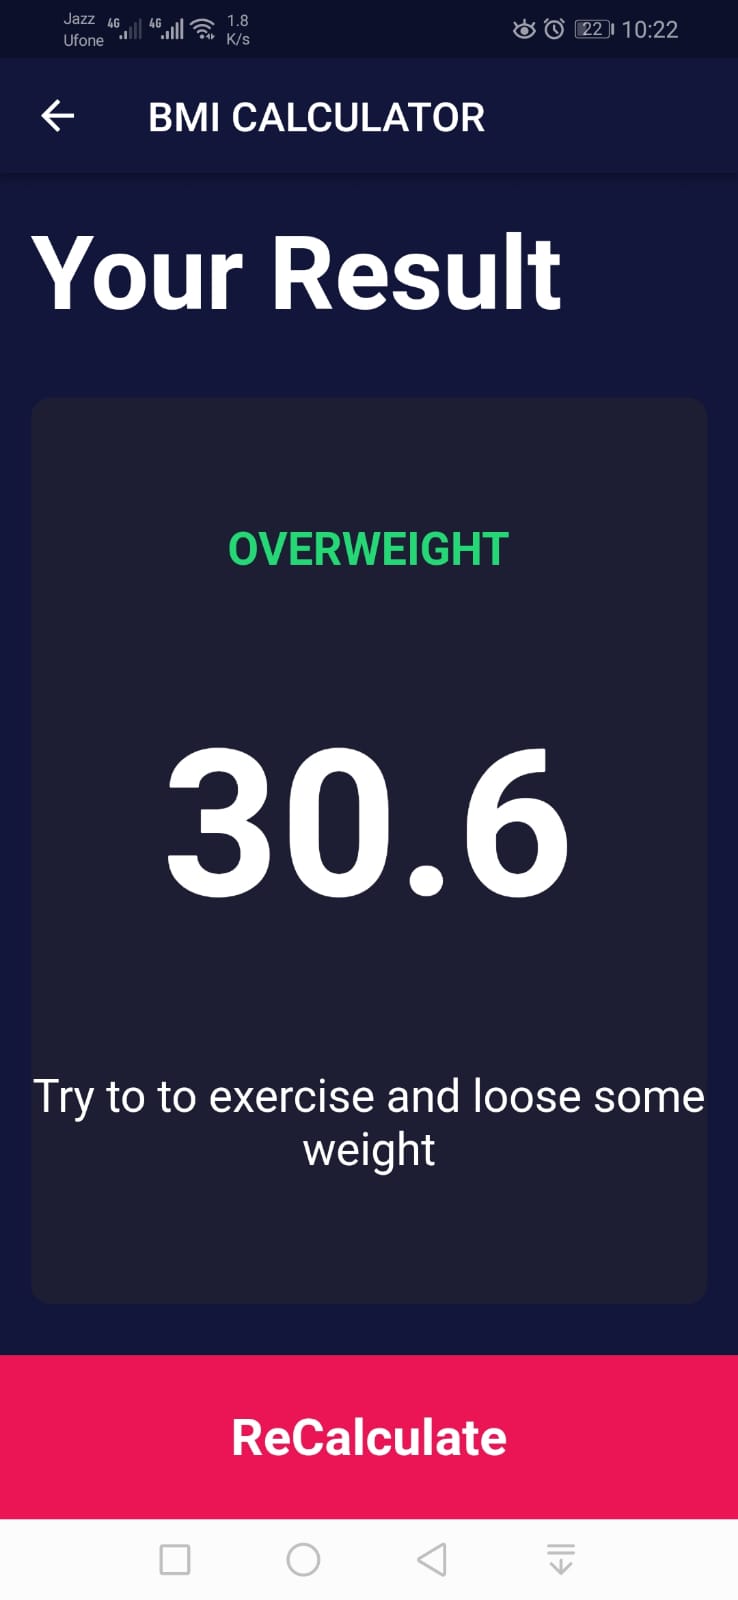 Jazz 4G 4G 1.8
Ufone K/s 22 10:22
BMI CALCULATOR
Your Result
OVERWEIGHT
30.6
Try to to exercise and loose some
weight
ReCalculate